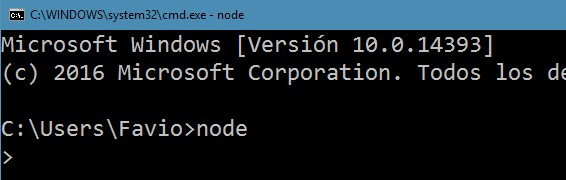 C:\WINDOWS\system32\cmd.exe - node
Microsoft Windows [Versión 10.0.14393]
(c) 2016 Microsoft Corporation. Todos los de
C:\Users\Favio>node
>